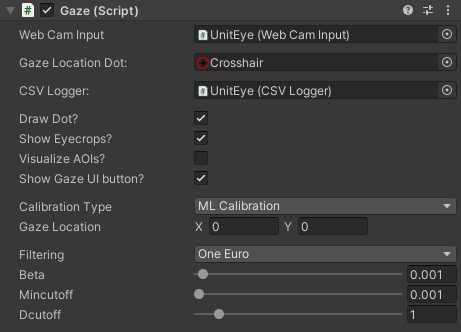 Gaze (Script)
Web Cam Input UnitEye (Web Cam Input)
Gaze Location Dot: Crosshair
CSV Logger: UnitEye (CSV Logger)
Draw Dot?
Show Eyecrops?
Visualize AOIs?
Show Gaze UI button?
Calibration Type ML Calibration
Gaze Location X 0 Y 0
Filtering One Euro
Beta 0.001
Mincutoff 0.001
Dcutoff 1